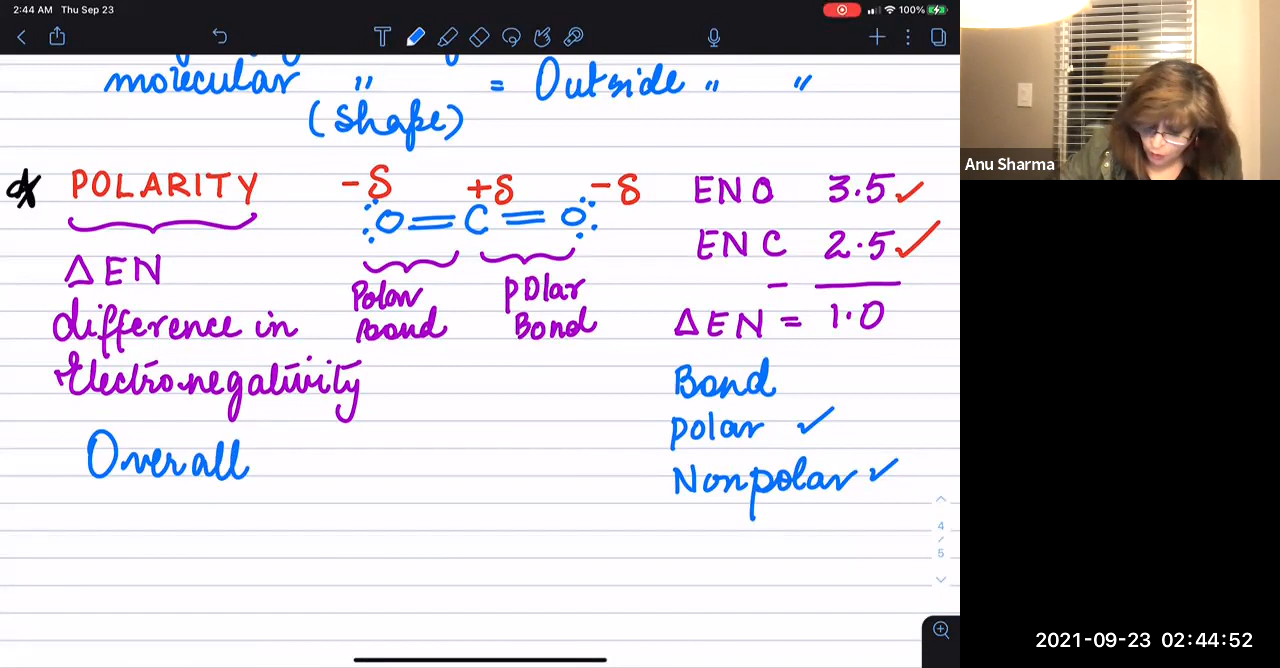 2:44 AM Thu Sep 23
100%
molecular " = Outside " "
(shape)
POLARITY
-δ +δ -δ
:Ö=C=Ö:
EN O 3.5 ✓
EN C 2.5 ✓
-
ΔEN = 1.0
ΔEN
difference in
Electronegativity
Polar
Bond
pOlar
Bond
Bond
polar ✓
Nonpolar ✓
Overall
4
/
5
Anu Sharma
2021-09-23 02:44:52